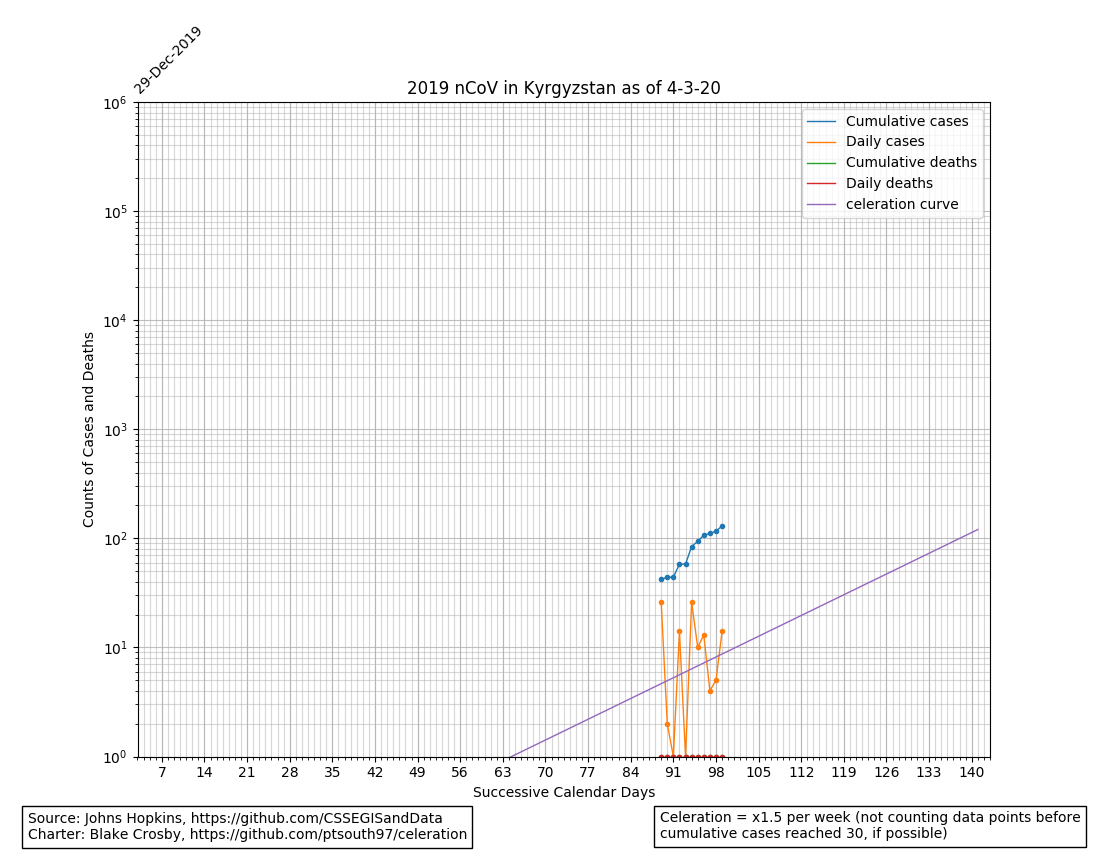 29-Dec-2019
2019 nCoV in Kyrgyzstan as of 4-3-20
Cumulative cases
Daily cases
Cumulative deaths
Daily deaths
celeration curve
Counts of Cases and Deaths
10^6
10^5
10^4
10^3
10^2
10^1
10^0
7 14 21 28 35 42 49 56 63 70 77 84 91 98 105 112 119 126 133 140
Successive Calendar Days
Source: Johns Hopkins, https://github.com/CSSEGISandData
Charter: Blake Crosby, https://github.com/ptsouth97/celeration
Celeration = x1.5 per week (not counting data points before
cumulative cases reached 30, if possible)